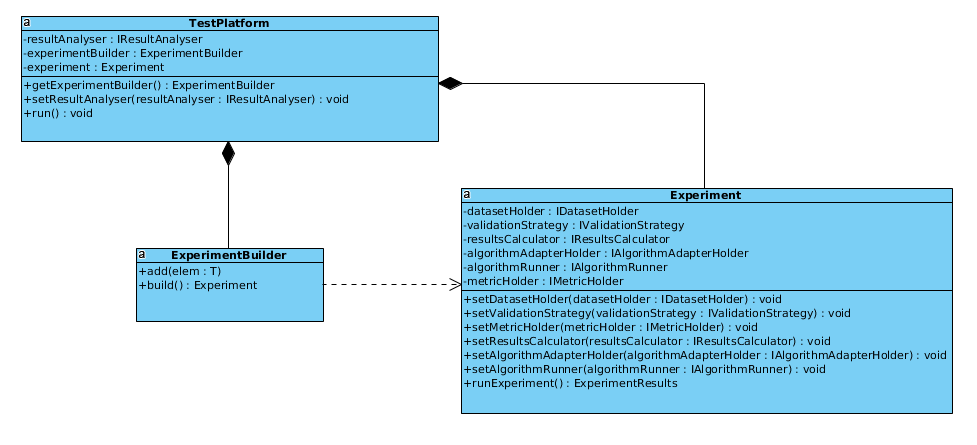 a
TestPlatform
-resultAnalyser : IResultAnalyser
-experimentBuilder : ExperimentBuilder
-experiment : Experiment
+getExperimentBuilder() : ExperimentBuilder
+setResultAnalyser(resultAnalyser : IResultAnalyser) : void
+run() : void
a
ExperimentBuilder
+add(elem : T)
+build() : Experiment
a
Experiment
-datasetHolder : IDatasetHolder
-validationStrategy : IValidationStrategy
-resultsCalculator : IResultsCalculator
-algorithmAdapterHolder : IAlgorithmAdapterHolder
-algorithmRunner : IAlgorithmRunner
-metricHolder : IMetricHolder
+setDatasetHolder(datasetHolder : IDatasetHolder) : void
+setValidationStrategy(validationStrategy : IValidationStrategy) : void
+setMetricHolder(metricHolder : IMetricHolder) : void
+setResultsCalculator(resultsCalculator : IResultsCalculator) : void
+setAlgorithmAdapterHolder(algorithmAdapterHolder : IAlgorithmAdapterHolder) : void
+setAlgorithmRunner(algorithmRunner : IAlgorithmRunner) : void
+runExperiment() : ExperimentResults